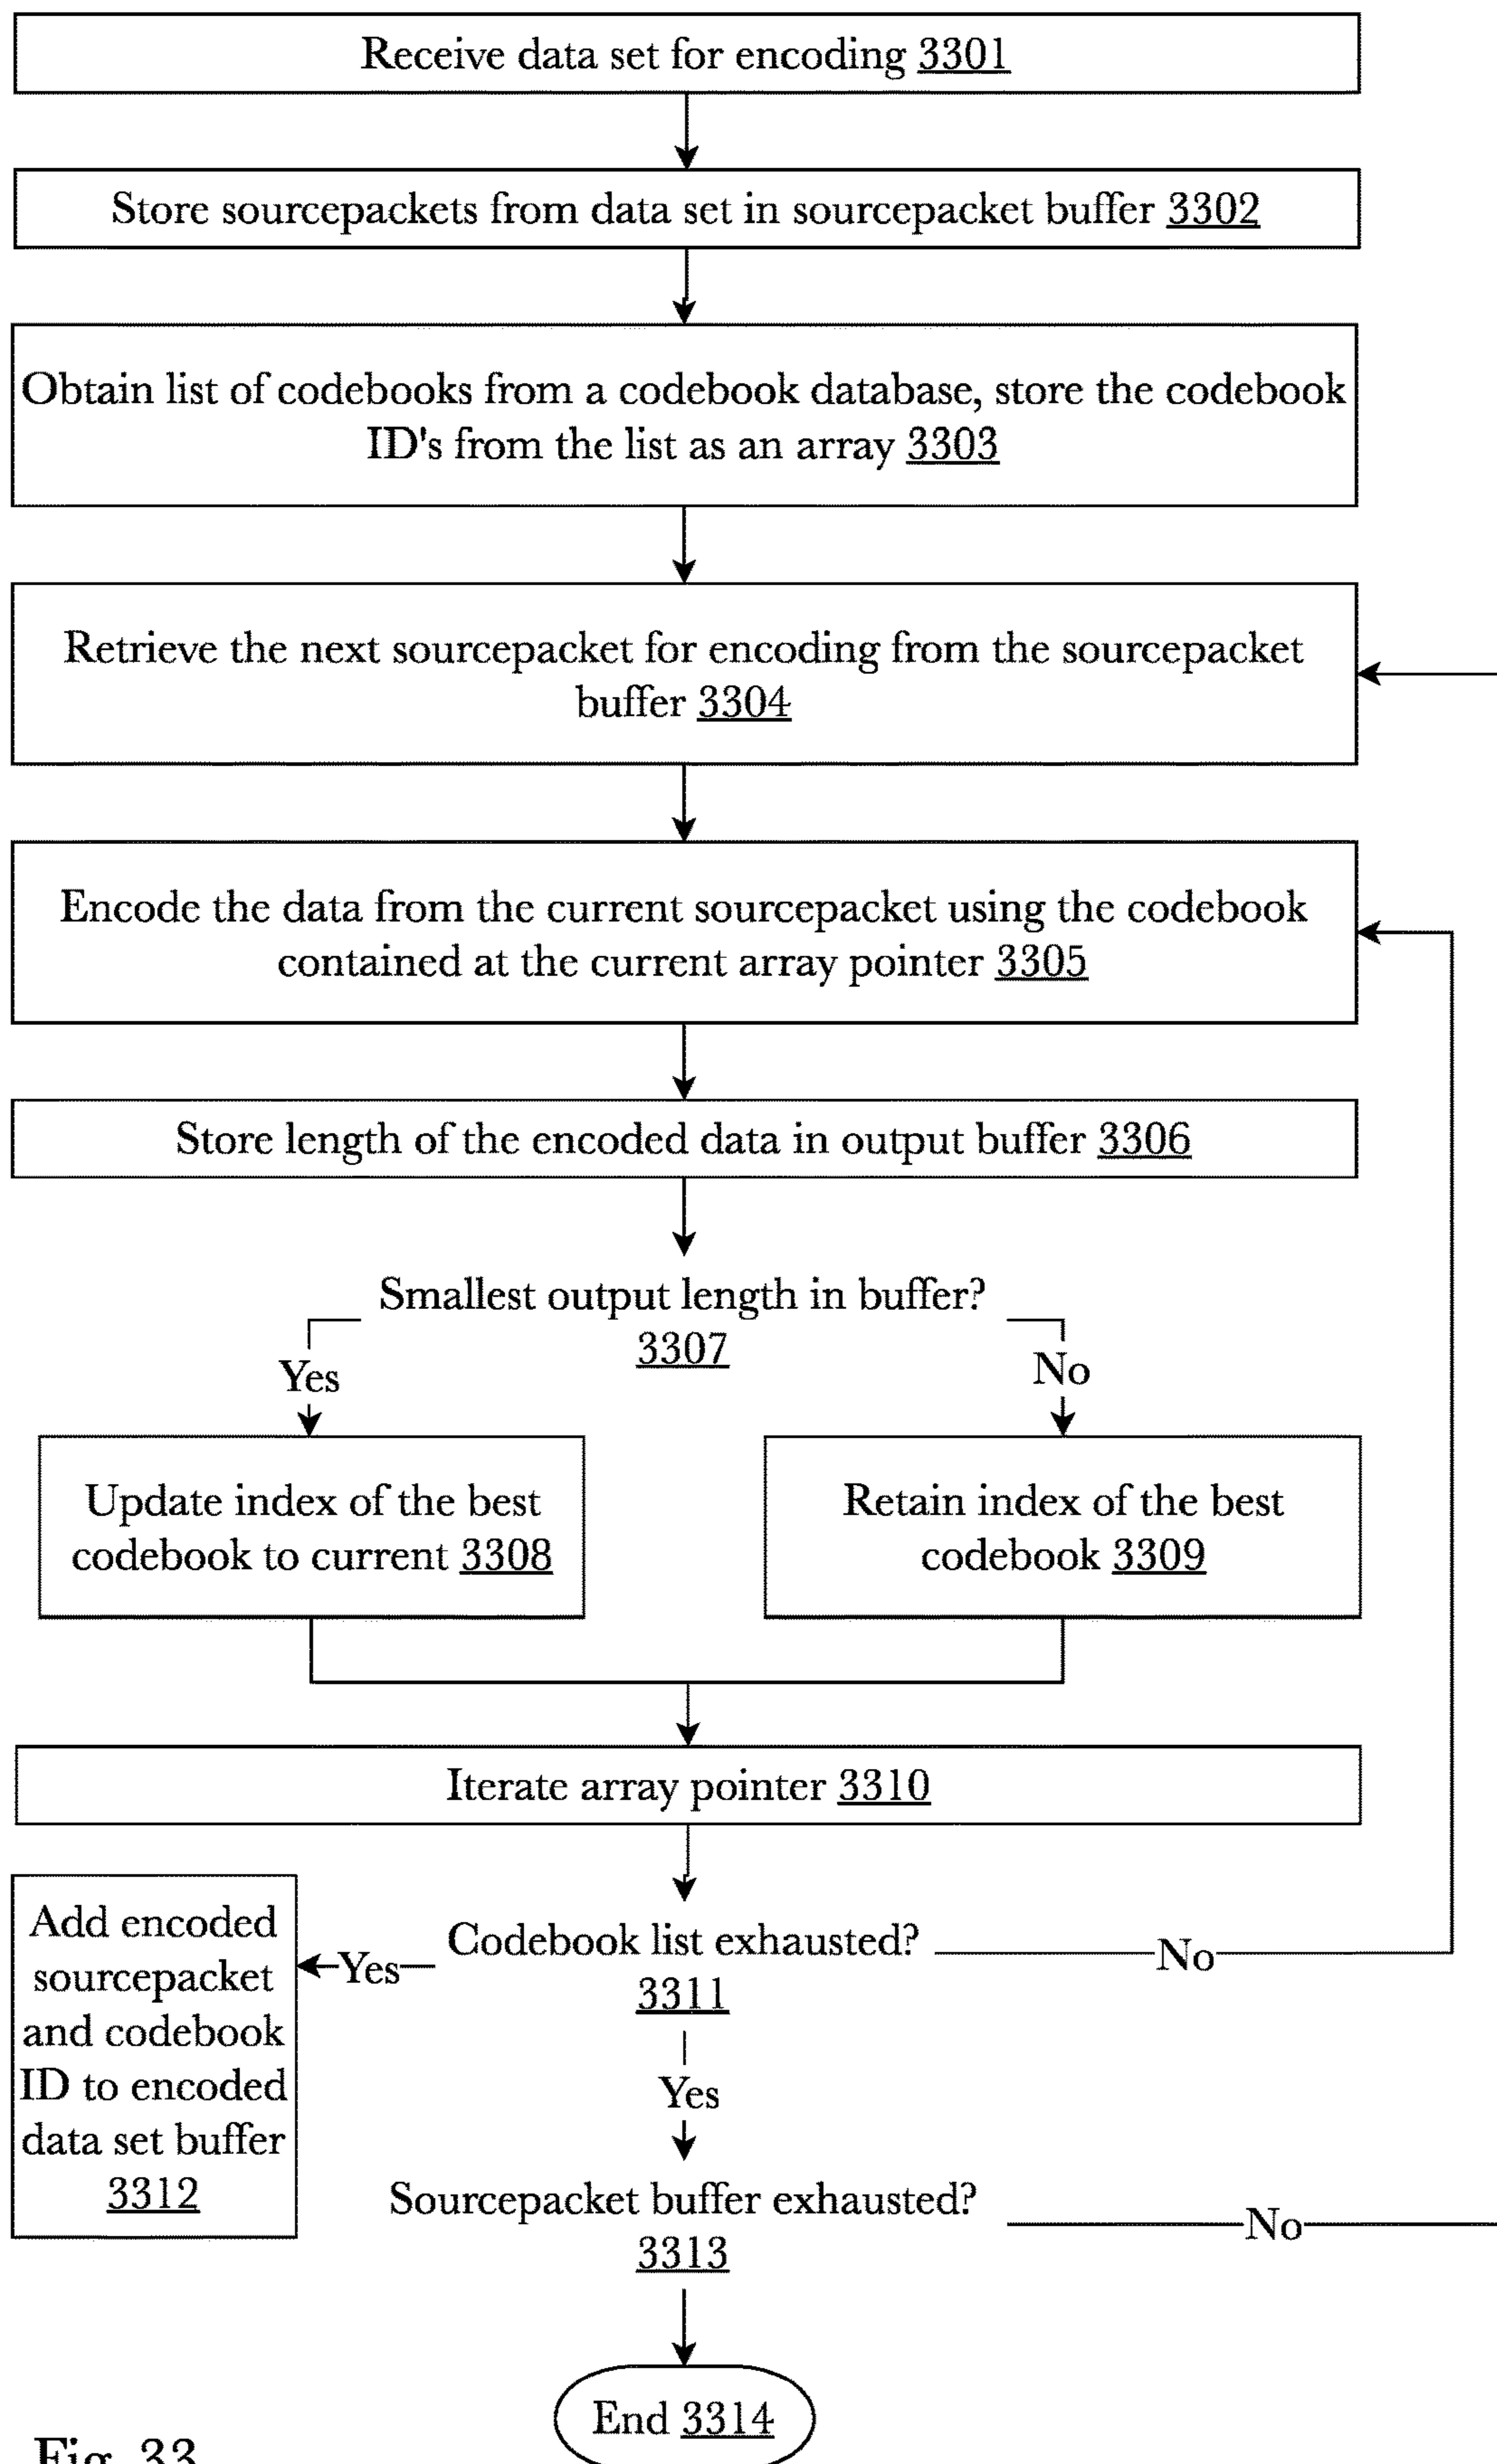 Receive data set for encoding 3301
Store sourcepackets from data set in sourcepacket buffer 3302
Obtain list of codebooks from a codebook database, store the codebook
ID's from the list as an array 3303
Retrieve the next sourcepacket for encoding from the sourcepacket
buffer 3304
Encode the data from the current sourcepacket using the codebook
contained at the current array pointer 3305
Store length of the encoded data in output buffer 3306
Smallest output length in buffer?
3307
Yes
No
Update index of the best
codebook to current 3308
Retain index of the best
codebook 3309
Iterate array pointer 3310
Add encoded
sourcepacket
and codebook
ID to encoded
data set buffer
3312
Yes
Codebook list exhausted?
3311
No
Yes
Sourcepacket buffer exhausted?
3313
No
End 3314
Fig. 33